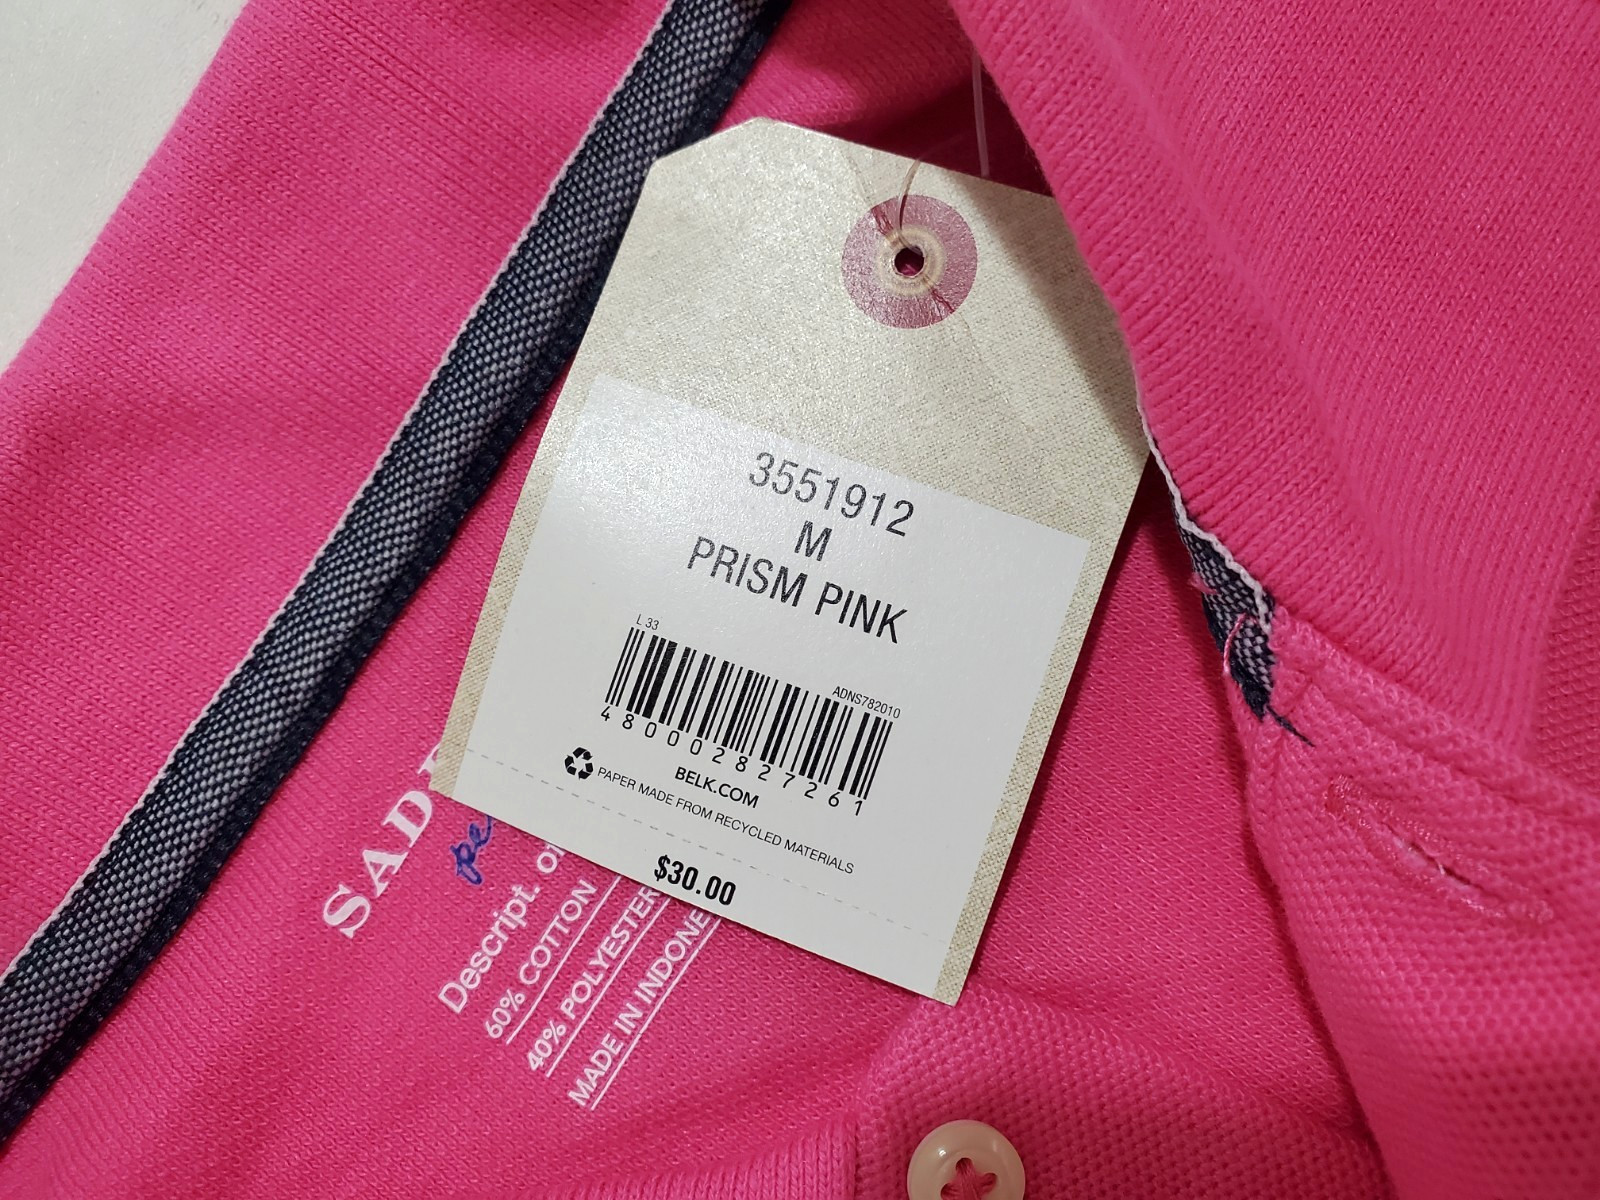 3551912
M
PRISM PINK
L 33
ADNS782010
480002827261
BELK.COM
PAPER MADE FROM RECYCLED MATERIALS
$30.00
Descript.
60% COTTON
40% POLYESTER
MADE IN